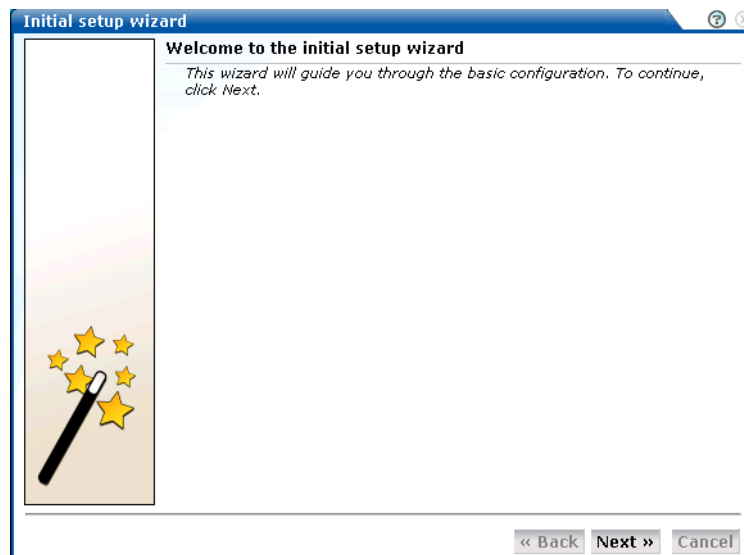 Initial setup wizard
Welcome to the initial setup wizard
This wizard will guide you through the basic configuration. To continue,
click Next.
« Back Next » Cancel